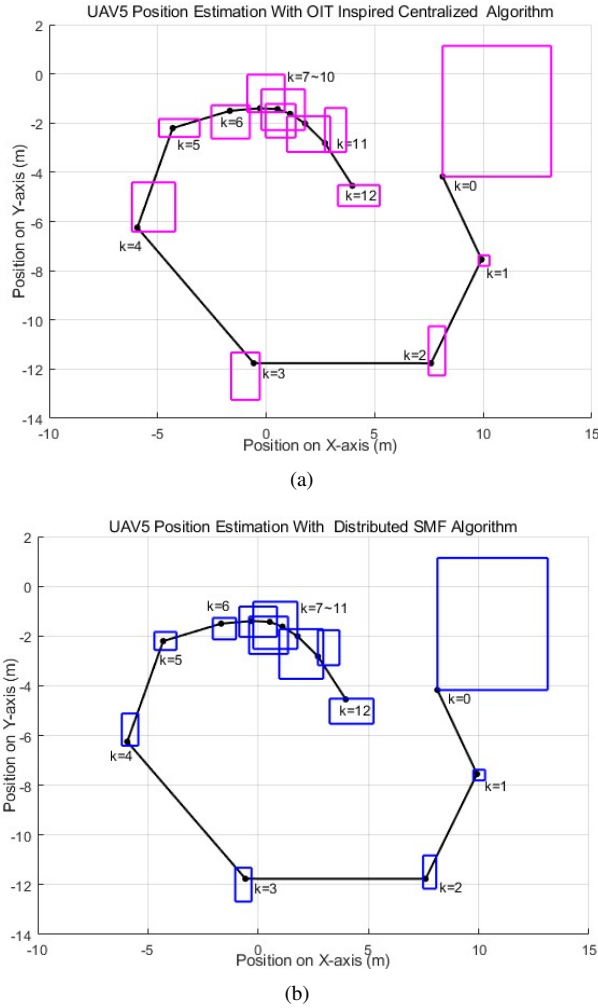 UAV5 Position Estimation With OIT Inspired Centralized Algorithm
2
0
-2
-4
-6
-8
-10
-12
-14
-10
-5
0
5
10
15
Position on Y-axis (m)
Position on X-axis (m)
k=0
k=1
k=2
k=3
k=4
k=5
k=6
k=7~10
k=11
k=12
(a)
UAV5 Position Estimation With Distributed SMF Algorithm
2
0
-2
-4
-6
-8
-10
-12
-14
-10
-5
0
5
10
15
Position on Y-axis (m)
Position on X-axis (m)
k=0
k=1
k=2
k=3
k=4
k=5
k=6
k=7~11
k=12
(b)